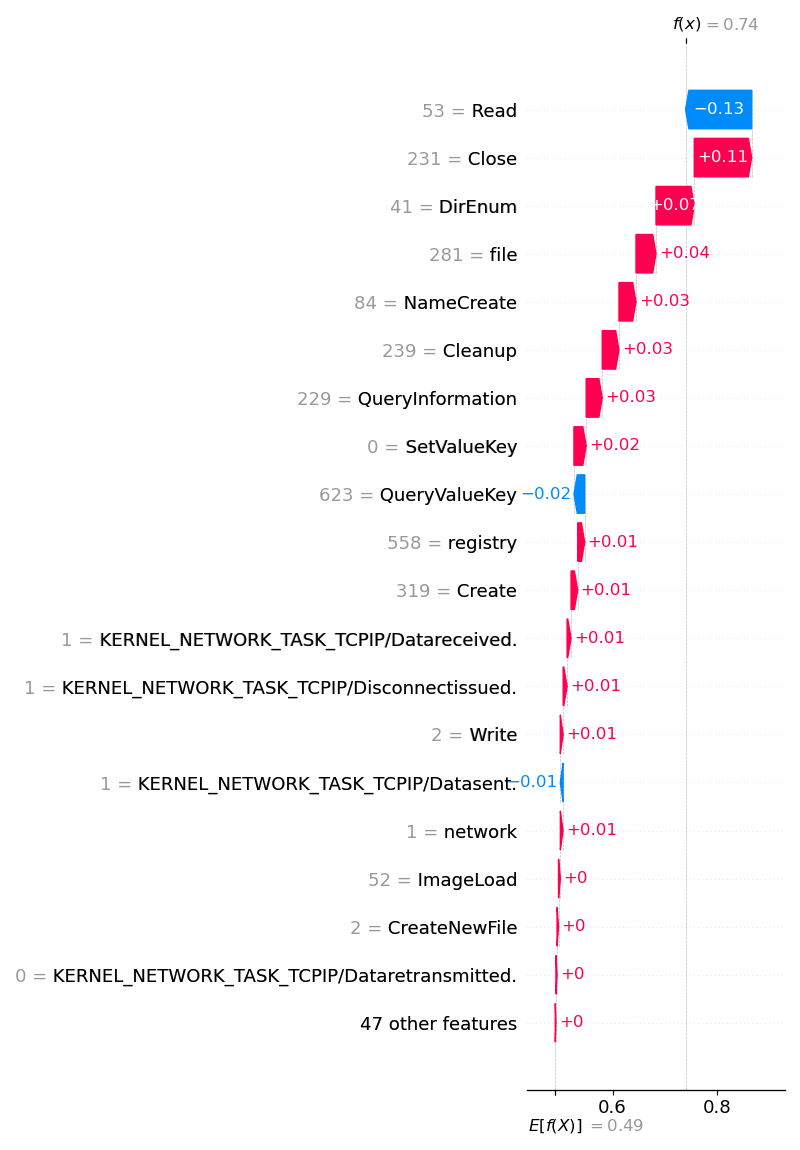 f(x) = 0.74
53 = Read −0.13
231 = Close +0.11
41 = DirEnum +0.07
281 = file +0.04
84 = NameCreate +0.03
239 = Cleanup +0.03
229 = QueryInformation +0.03
0 = SetValueKey +0.02
623 = QueryValueKey −0.02
558 = registry +0.01
319 = Create +0.01
1 = KERNEL_NETWORK_TASK_TCPIP/Datareceived. +0.01
1 = KERNEL_NETWORK_TASK_TCPIP/Disconnectissued. +0.01
2 = Write +0.01
1 = KERNEL_NETWORK_TASK_TCPIP/Datasent. −0.01
1 = network +0.01
52 = ImageLoad +0
2 = CreateNewFile +0
0 = KERNEL_NETWORK_TASK_TCPIP/Dataretransmitted. +0
47 other features +0
0.6 0.8
E[f(X)] = 0.49